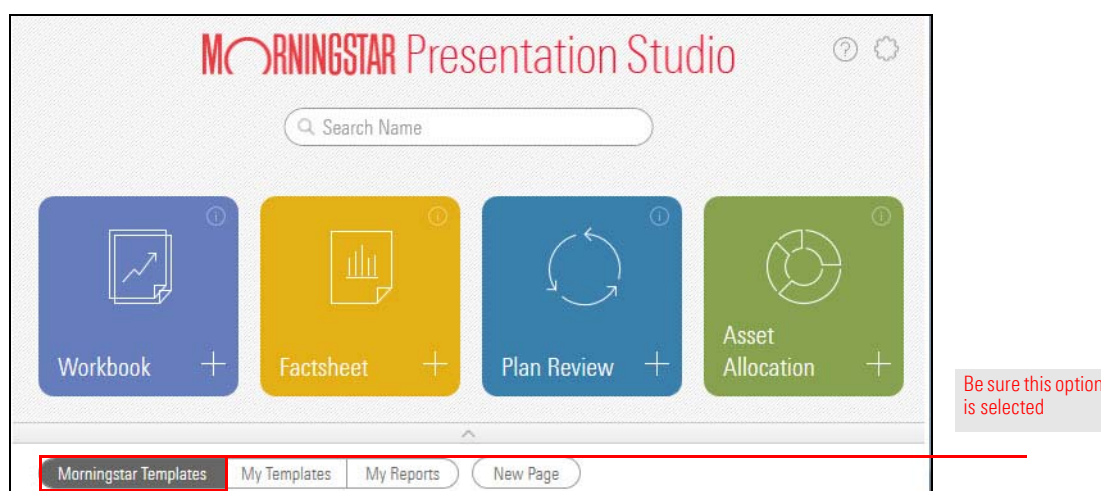 MORNINGSTAR Presentation Studio
Search Name
Workbook
Factsheet
Plan Review
Asset
Allocation
Be sure this option
is selected
Morningstar Templates
My Templates
My Reports
New Page